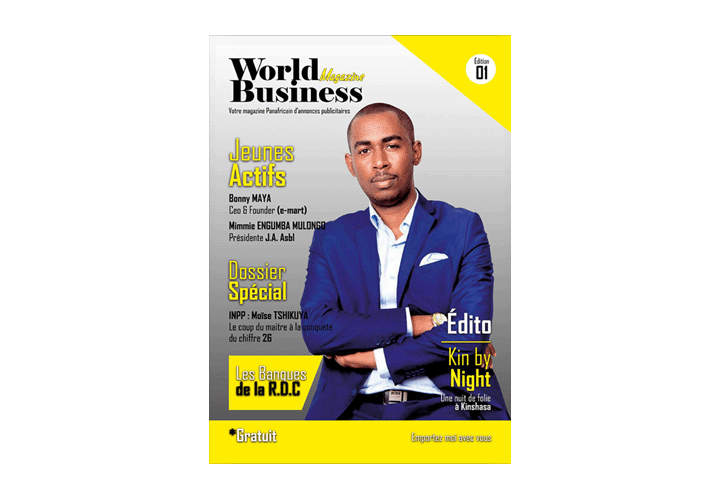 World Magazine
Business
Votre magazine Panafricain d'annonces publicitaires
Édition
01
Jeunes
Actifs
Bonny MAYA
Ceo & Founder (e-mart)
Mimmie ENGUMBA MULONGO
Présidente J.A. Asbl
Dossier
Spécial
INPP : Moïse TSHIKUYA
Le coup du maitre à la conquête
du chiffre 26
Les Banques
de la R.D.C
Édito
Kin by
Night
Une nuit de folie
à Kinshasa
*Gratuit
Emportez moi avec vous